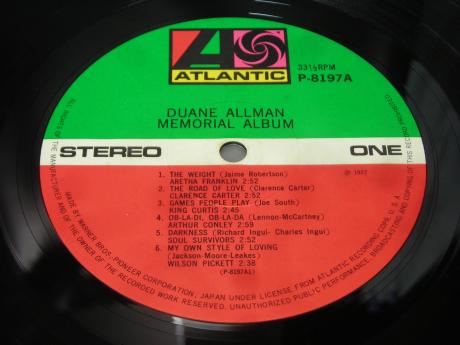 ATLANTIC
33⅓RPM
P-8197A
DUANE ALLMAN
MEMORIAL ALBUM
STEREO
ONE
℗ 1972
1. THE WEIGHT (Jaime Robertson)
ARETHA FRANKLIN 2:52
2. THE ROAD OF LOVE (Clarence Carter)
CLARENCE CARTER 2:52
3. GAMES PEOPLE PLAY (Joe South)
KING CURTIS 2:45
4. OB-LA-DI, OB-LA-DA (Lennon-McCartney)
ARTHUR CONLEY 2:59
5. DARKNESS (Richard Ingui- Charles Ingui)
SOUL SURVIVORS 2:52
6. MY OWN STYLE OF LOVING
(Jackson-Moore-Leakes)
WILSON PICKETT 2:38
(P-8197A1)
MADE BY WARNER BROS.-PIONEER CORPORATION, JAPAN UNDER LICENSE FROM ATLANTIC RECORDING CORP. U.S.A.
ALL RIGHTS OF THE MANUFACTURER AND OF THE OWNER OF THE RECORDED WORK RESERVED. UNAUTHORIZED PUBLIC PERFORMANCE, BROADCASTING AND COPYING OF THIS RECORD PROHIBITED.